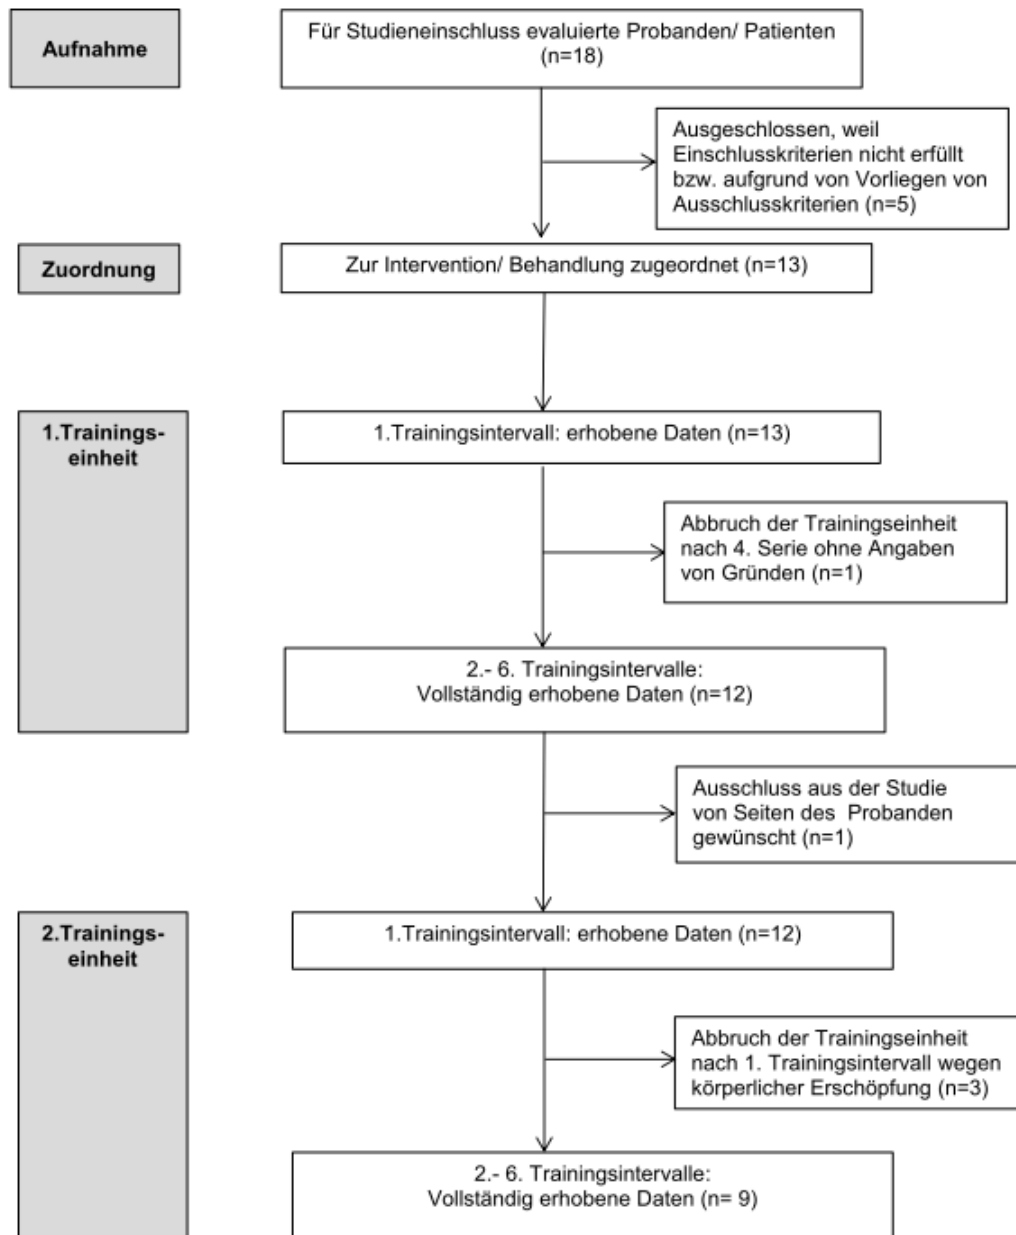 Aufnahme
Für Studieneinschluss evaluierte Probanden/ Patienten
(n=18)
Ausgeschlossen, weil
Einschlusskriterien nicht erfüllt
bzw. aufgrund von Vorliegen von
Ausschlusskriterien (n=5)
Zuordnung
Zur Intervention/ Behandlung zugeordnet (n=13)
1.Trainings-
einheit
1.Trainingsintervall: erhobene Daten (n=13)
Abbruch der Trainingseinheit
nach 4. Serie ohne Angaben
von Gründen (n=1)
2.- 6. Trainingsintervalle:
Vollständig erhobene Daten (n=12)
Ausschluss aus der Studie
von Seiten des  Probanden
gewünscht (n=1)
2.Trainings-
einheit
1.Trainingsintervall: erhobene Daten (n=12)
Abbruch der Trainingseinheit
nach 1. Trainingsintervall wegen
körperlicher Erschöpfung (n=3)
2.- 6. Trainingsintervalle:
Vollständig erhobene Daten (n= 9)